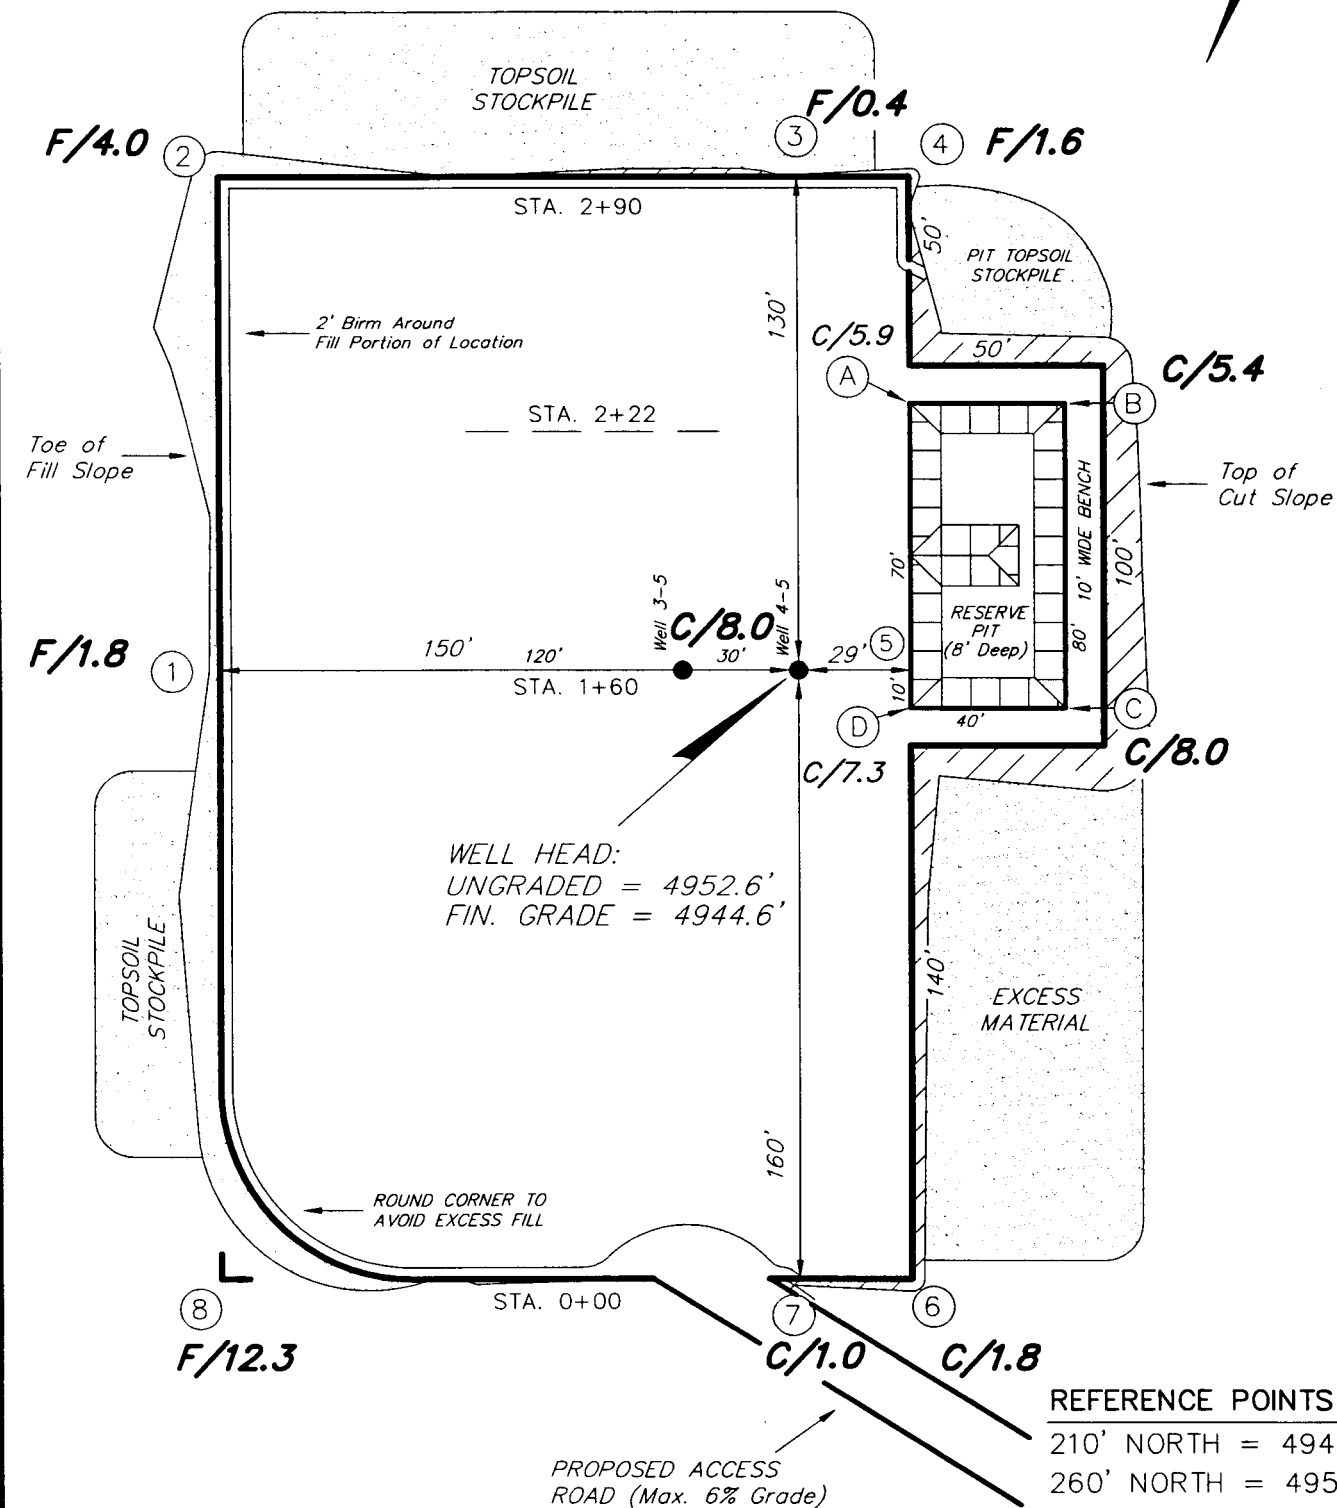 TOPSOIL
STOCKPILE
F/0.4
F/4.0
2
3
4
F/1.6
STA. 2+90
50'
PIT TOPSOIL
STOCKPILE
2' Birm Around
Fill Portion of Location
130'
C/5.9
50'
C/5.4
A
B
STA. 2+22
Toe of
Fill Slope
Top of
Cut Slope
10' WIDE BENCH
100'
70'
RESERVE
PIT
(8' Deep)
80'
Well 3-5
C/8.0
Well 4-5
F/1.8
1
150'
120'
30'
29'
5
STA. 1+60
10'
D
40'
C
C/7.3
C/8.0
WELL HEAD:
UNGRADED = 4952.6'
FIN. GRADE = 4944.6'
TOPSOIL
STOCKPILE
140'
EXCESS
MATERIAL
160'
ROUND CORNER TO
AVOID EXCESS FILL
8
STA. 0+00
7
6
F/12.3
C/1.0
C/1.8
REFERENCE POINTS
210' NORTH = 494
260' NORTH = 495
PROPOSED ACCESS
ROAD (Max. 6% Grade)